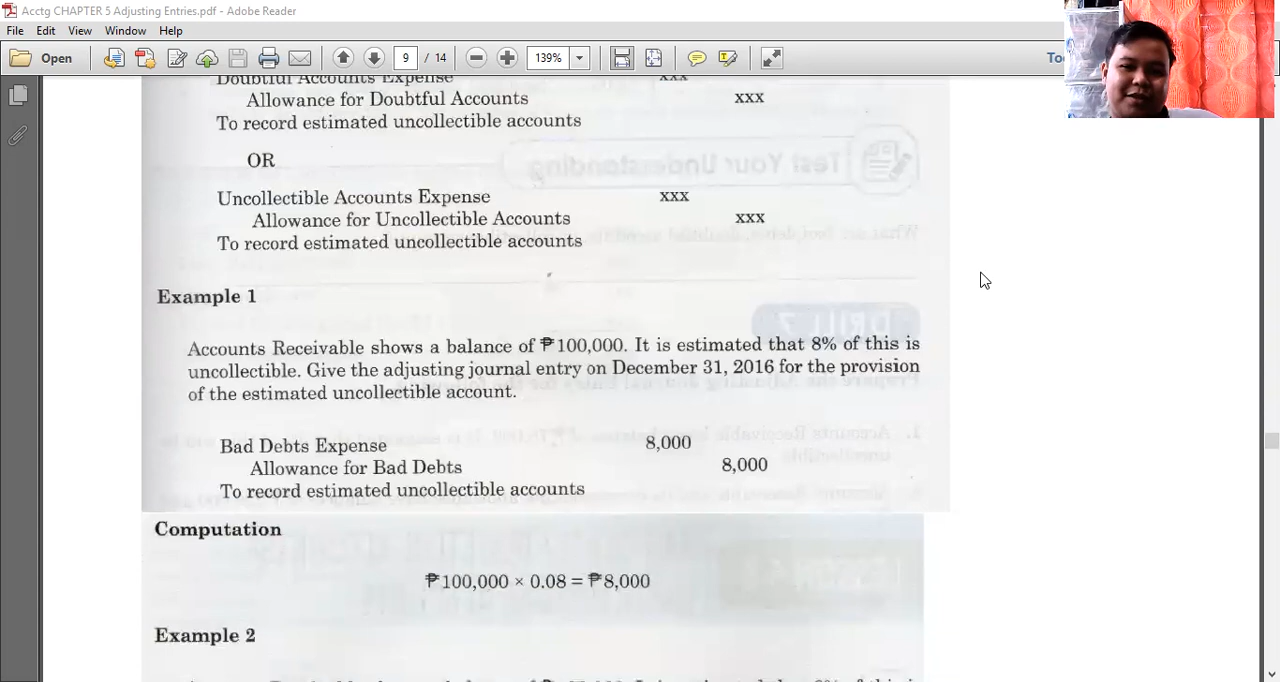 Acctg CHAPTER 5 Adjusting Entries.pdf - Adobe Reader
File Edit View Window Help
Open 9 / 14 139%
Doubtful Accounts Expense xxx
Allowance for Doubtful Accounts xxx
To record estimated uncollectible accounts
OR
Uncollectible Accounts Expense xxx
Allowance for Uncollectible Accounts xxx
To record estimated uncollectible accounts
Example 1
Accounts Receivable shows a balance of ₱100,000. It is estimated that 8% of this is
uncollectible. Give the adjusting journal entry on December 31, 2016 for the provision
of the estimated uncollectible account.
Bad Debts Expense 8,000
Allowance for Bad Debts 8,000
To record estimated uncollectible accounts
Computation
₱100,000 × 0.08 = ₱8,000
Example 2